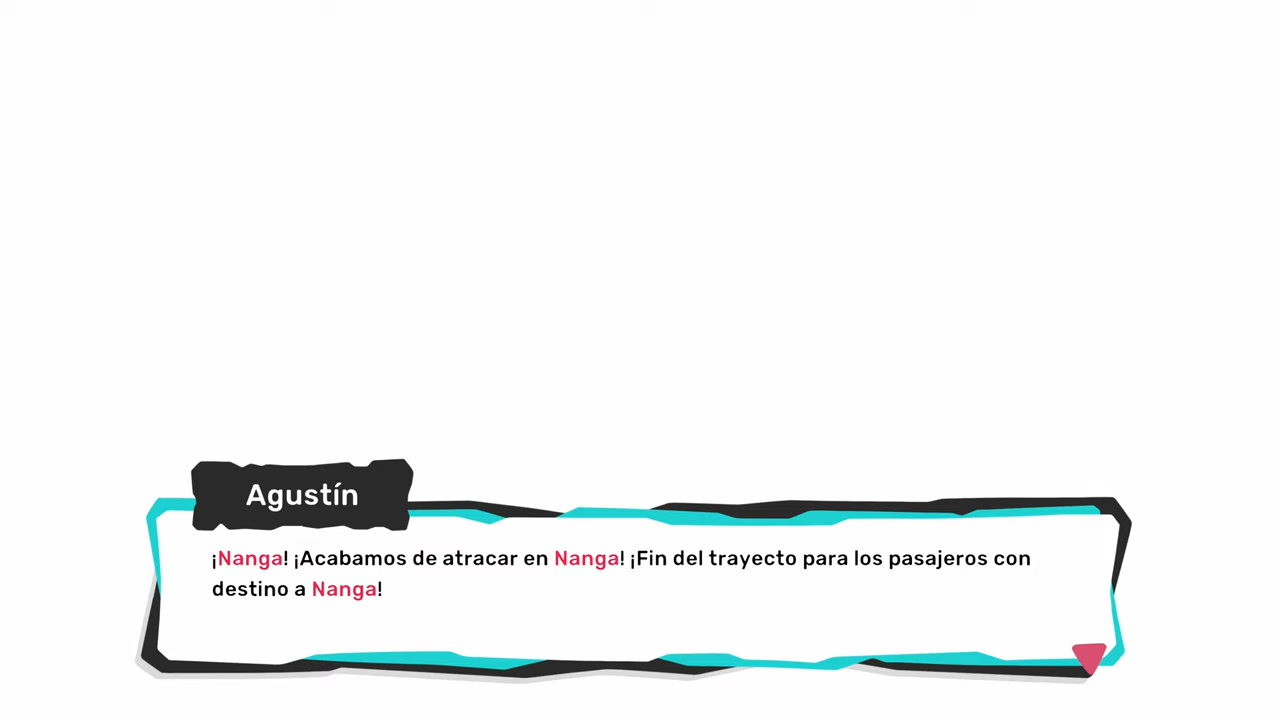 Agustín
¡Nanga! ¡Acabamos de atracar en Nanga! ¡Fin del trayecto para los pasajeros con
destino a Nanga!